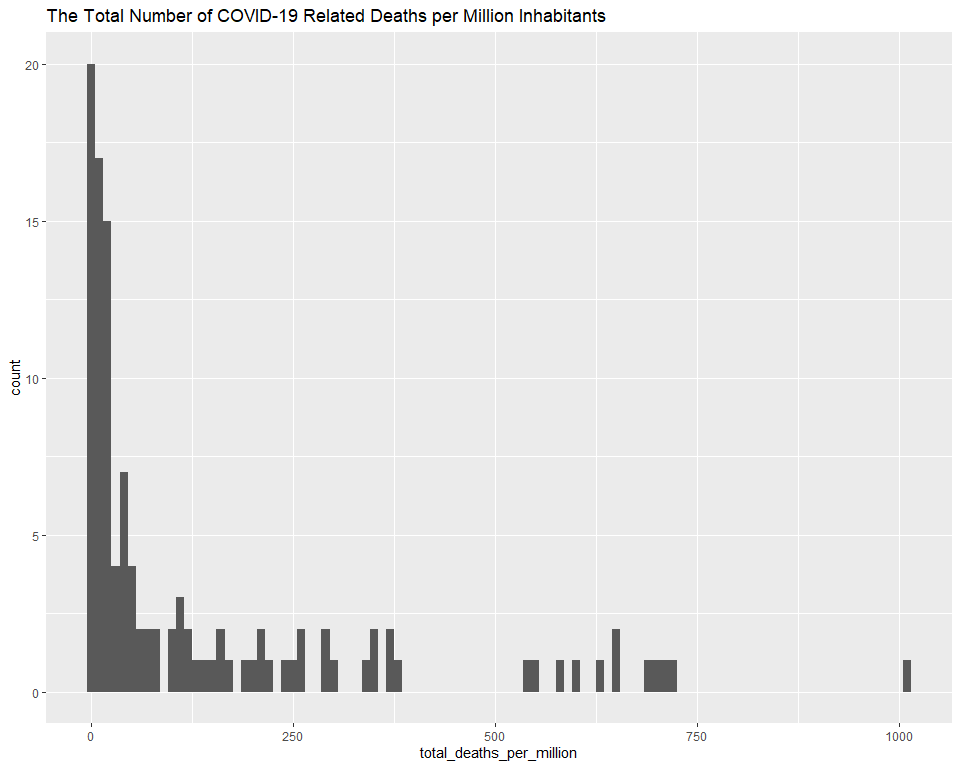 The Total Number of COVID-19 Related Deaths per Million Inhabitants
20
15
10
5
0
count
0 250 500 750 1000
total_deaths_per_million